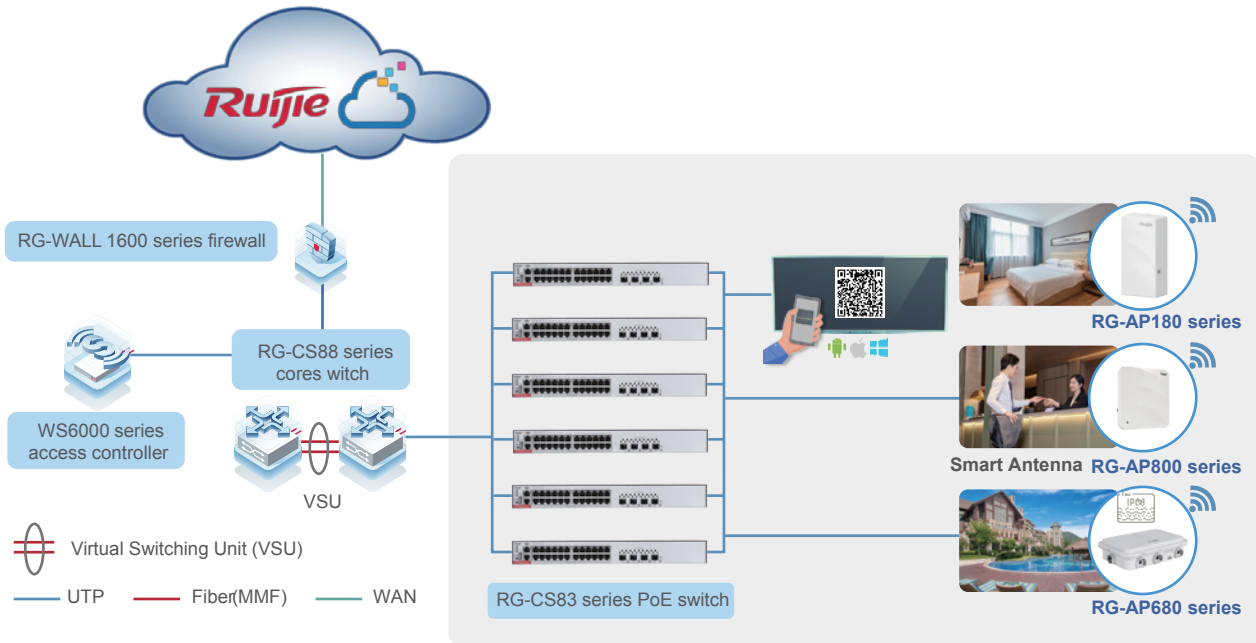 Ruijie
RG-WALL 1600 series firewall
RG-CS88 series
cores witch
WS6000 series
access controller
VSU
Virtual Switching Unit (VSU)
UTP
Fiber(MMF)
WAN
RG-CS83 series PoE switch
RG-AP180 series
Smart Antenna
RG-AP800 series
IP68
RG-AP680 series